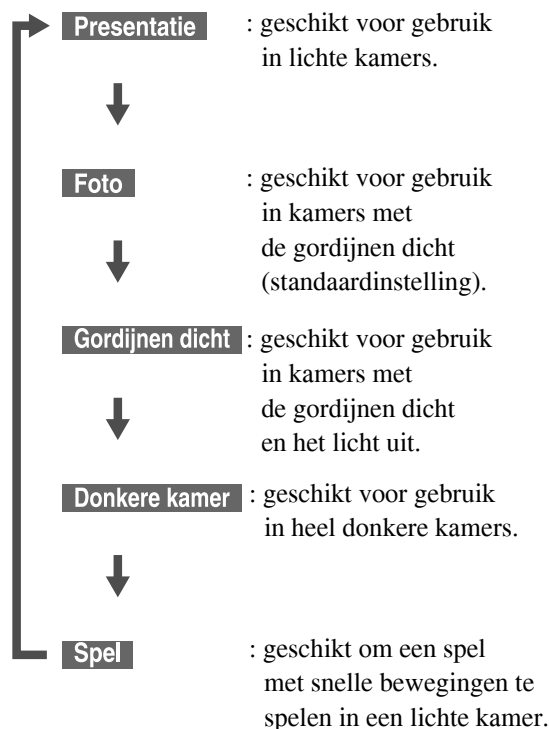 Presentatie : geschikt voor gebruik
in lichte kamers.
Foto : geschikt voor gebruik
in kamers met
de gordijnen dicht
(standaardinstelling).
Gordijnen dicht : geschikt voor gebruik
in kamers met
de gordijnen dicht
en het licht uit.
Donkere kamer : geschikt voor gebruik
in heel donkere kamers.
Spel : geschikt om een spel
met snelle bewegingen te
spelen in een lichte kamer.